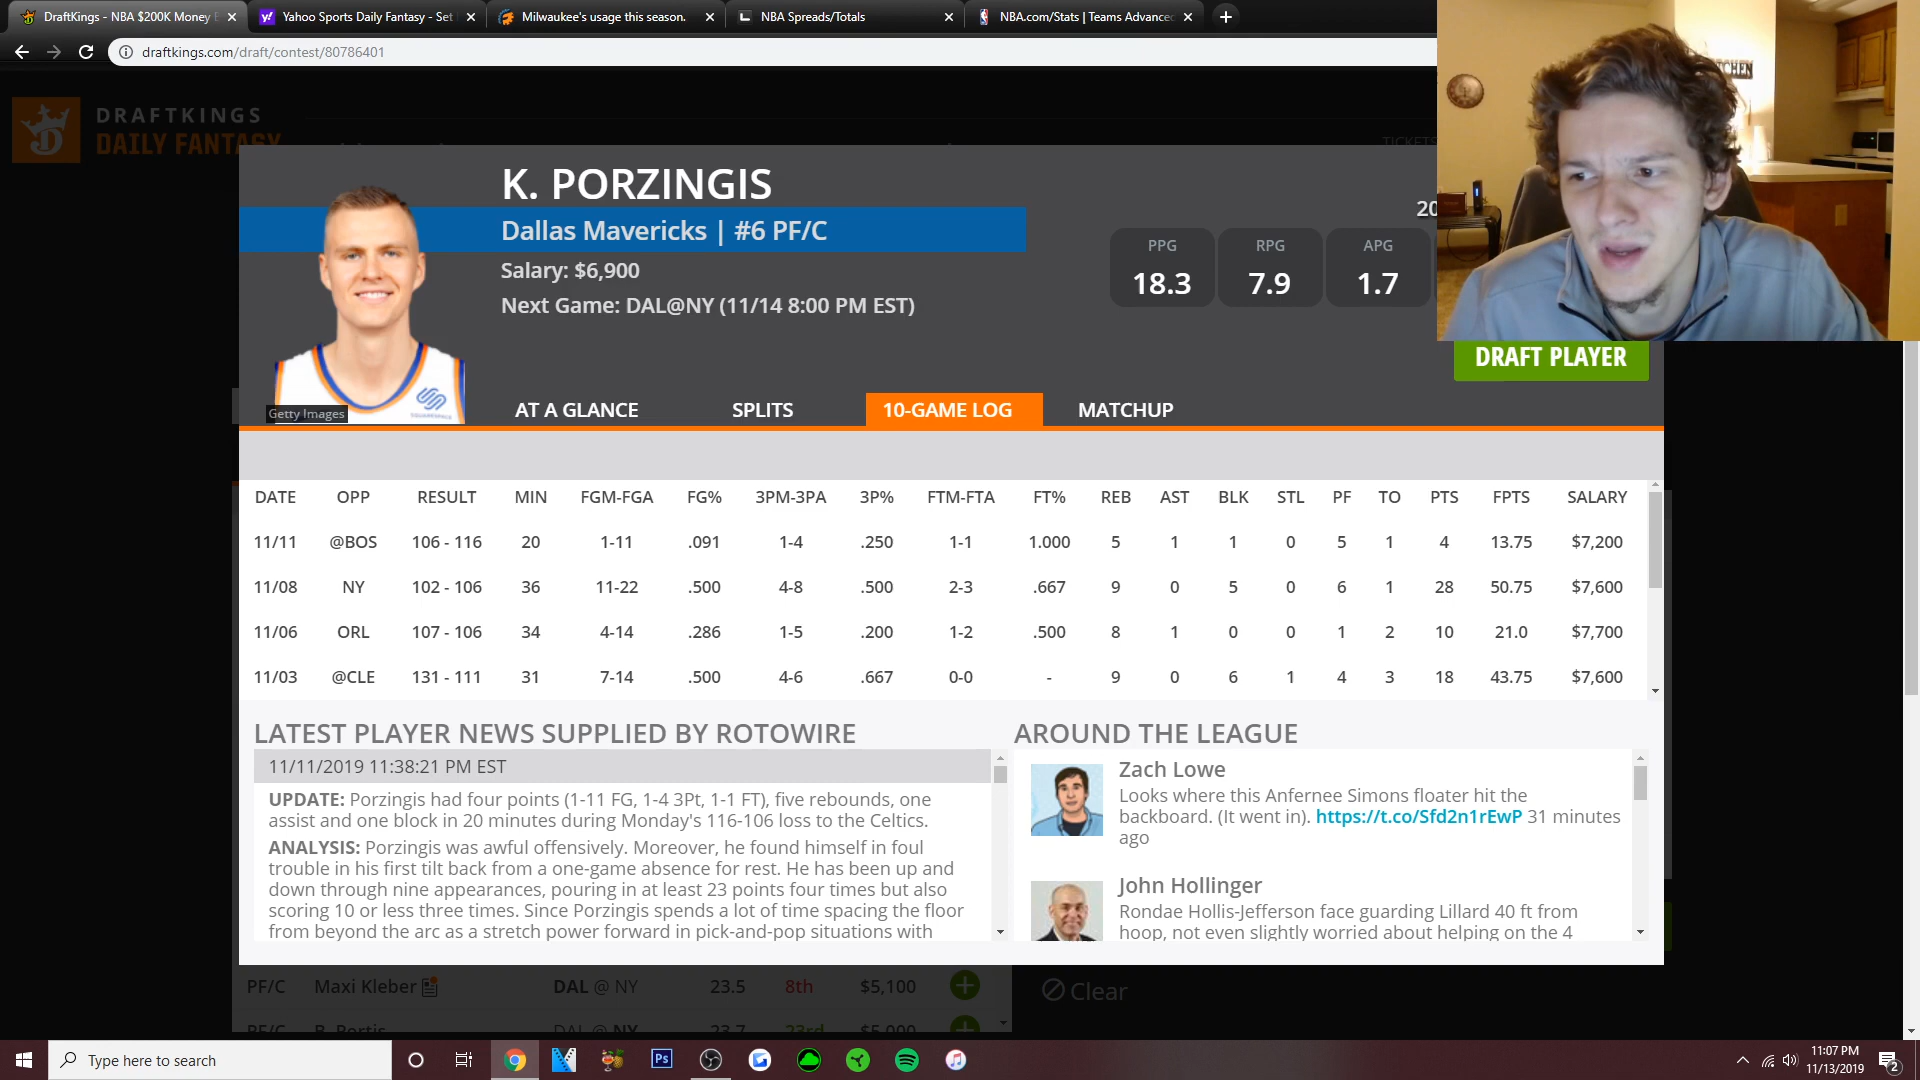 DraftKings - NBA $200K Money
Yahoo Sports Daily Fantasy - Set
Milwaukee's usage this season.
NBA Spreads/Totals
NBA.com/Stats | Teams Advanced
draftkings.com/draft/contest/80786401
DRAFTKINGS
DAILY FANTASY
TICKETS
K. PORZINGIS
Dallas Mavericks | #6 PF/C
Salary: $6,900
Next Game: DAL@NY (11/14 8:00 PM EST)
20
PPG RPG APG
18.3 7.9 1.7
DRAFT PLAYER
Getty Images
AT A GLANCE SPLITS 10-GAME LOG MATCHUP
DATE OPP RESULT MIN FGM-FGA FG% 3PM-3PA 3P% FTM-FTA FT% REB AST BLK STL PF TO PTS FPTS SALARY
11/11 @BOS 106 - 116 20 1-11 .091 1-4 .250 1-1 1.000 5 1 1 0 5 1 4 13.75 $7,200
11/08 NY 102 - 106 36 11-22 .500 4-8 .500 2-3 .667 9 0 5 0 6 1 28 50.75 $7,600
11/06 ORL 107 - 106 34 4-14 .286 1-5 .200 1-2 .500 8 1 0 0 1 2 10 21.0 $7,700
11/03 @CLE 131 - 111 31 7-14 .500 4-6 .667 0-0 - 9 0 6 1 4 3 18 43.75 $7,600
LATEST PLAYER NEWS SUPPLIED BY ROTOWIRE
11/11/2019 11:38:21 PM EST
UPDATE: Porzingis had four points (1-11 FG, 1-4 3Pt, 1-1 FT), five rebounds, one
assist and one block in 20 minutes during Monday's 116-106 loss to the Celtics.
ANALYSIS: Porzingis was awful offensively. Moreover, he found himself in foul
trouble in his first tilt back from a one-game absence for rest. He has been up and
down through nine appearances, pouring in at least 23 points four times but also
scoring 10 or less three times. Since Porzingis spends a lot of time spacing the floor
from beyond the arc as a stretch power forward in pick-and-pop situations with
AROUND THE LEAGUE
Zach Lowe
Looks where this Anfernee Simons floater hit the
backboard. (It went in). https://t.co/Sfd2n1rEwP 31 minutes
ago
John Hollinger
Rondae Hollis-Jefferson face guarding Lillard 40 ft from
hoop, not even slightly worried about helping on the 4
PF/C Maxi Kleber DAL @ NY 23.5 8th $5,100
Clear
PF/C B. Portis DAL @ NY 23.7 23rd $5,000
Type here to search
Ps
11:07 PM
11/13/2019
2